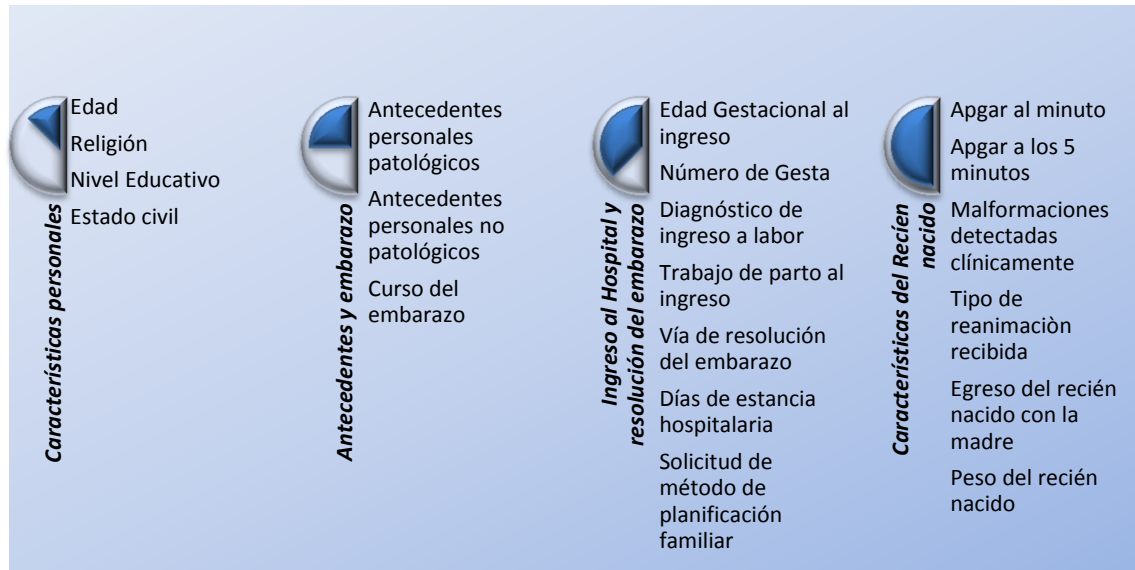 Características personales
Edad
Religión
Nivel Educativo
Estado civil
Antecedentes y embarazo
Antecedentes
personales
patológicos
Antecedentes
personales no
patológicos
Curso del
embarazo
Ingreso al Hospital y
resolución del embarazo
Edad Gestacional al
ingreso
Número de Gesta
Diagnóstico de
ingreso a labor
Trabajo de parto al
ingreso
Vía de resolución
del embarazo
Días de estancia
hospitalaria
Solicitud de
método de
planificación
familiar
Características del Recíen
nacido
Apgar al minuto
Apgar a los 5
minutos
Malformaciones
detectadas
clínicamente
Tipo de
reanimaciòn
recibida
Egreso del recién
nacido con la
madre
Peso del recién
nacido